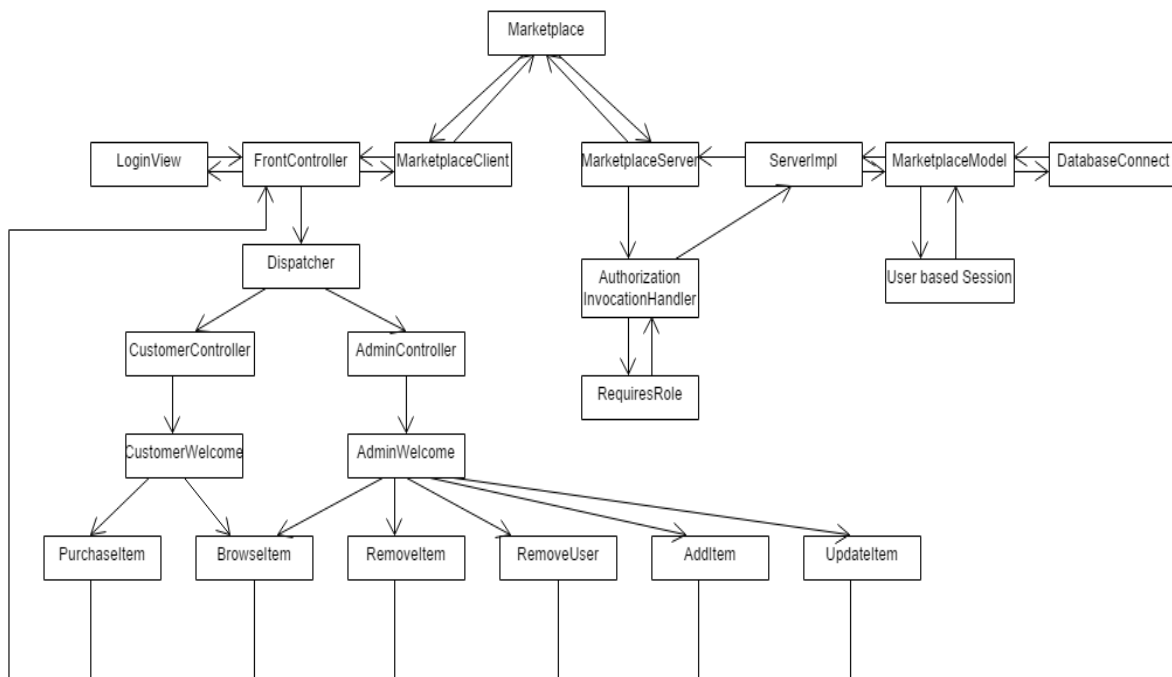 Marketplace
LoginView
FrontController
MarketplaceClient
MarketplaceServer
ServerImpl
MarketplaceModel
DatabaseConnect
Dispatcher
Authorization
InvocationHandler
User based Session
CustomerController
AdminController
RequiresRole
CustomerWelcome
AdminWelcome
PurchaseItem
BrowseItem
RemoveItem
RemoveUser
AddItem
UpdateItem